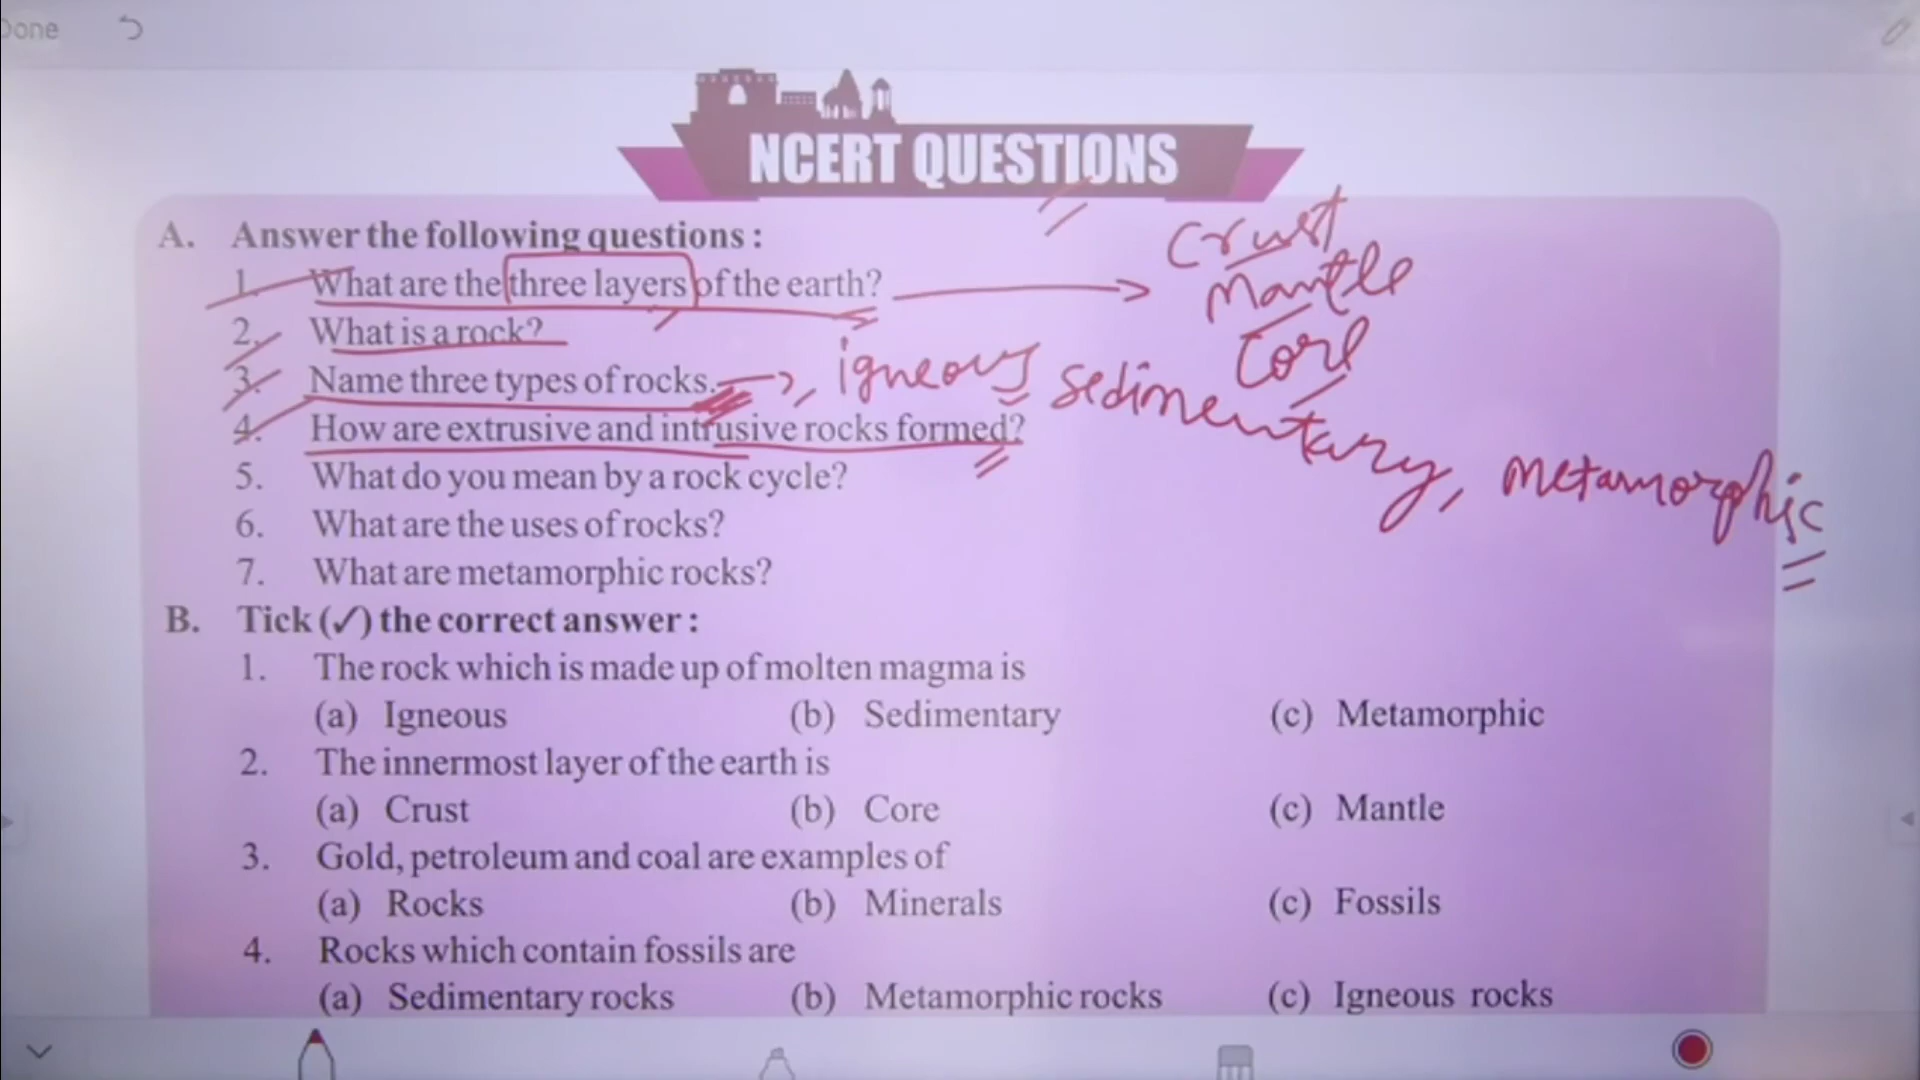 Done
NCERT QUESTIONS
A. Answer the following questions :
1. What are the three layers of the earth?
Crust
Mantle
Core
2. What is a rock?
3. Name three types of rocks.
igneous sedimentary, metamorphic
4. How are extrusive and intrusive rocks formed?
5. What do you mean by a rock cycle?
6. What are the uses of rocks?
7. What are metamorphic rocks?
B. Tick (✓) the correct answer :
1. The rock which is made up of molten magma is
(a) Igneous (b) Sedimentary (c) Metamorphic
2. The innermost layer of the earth is
(a) Crust (b) Core (c) Mantle
3. Gold, petroleum and coal are examples of
(a) Rocks (b) Minerals (c) Fossils
4. Rocks which contain fossils are
(a) Sedimentary rocks (b) Metamorphic rocks (c) Igneous rocks